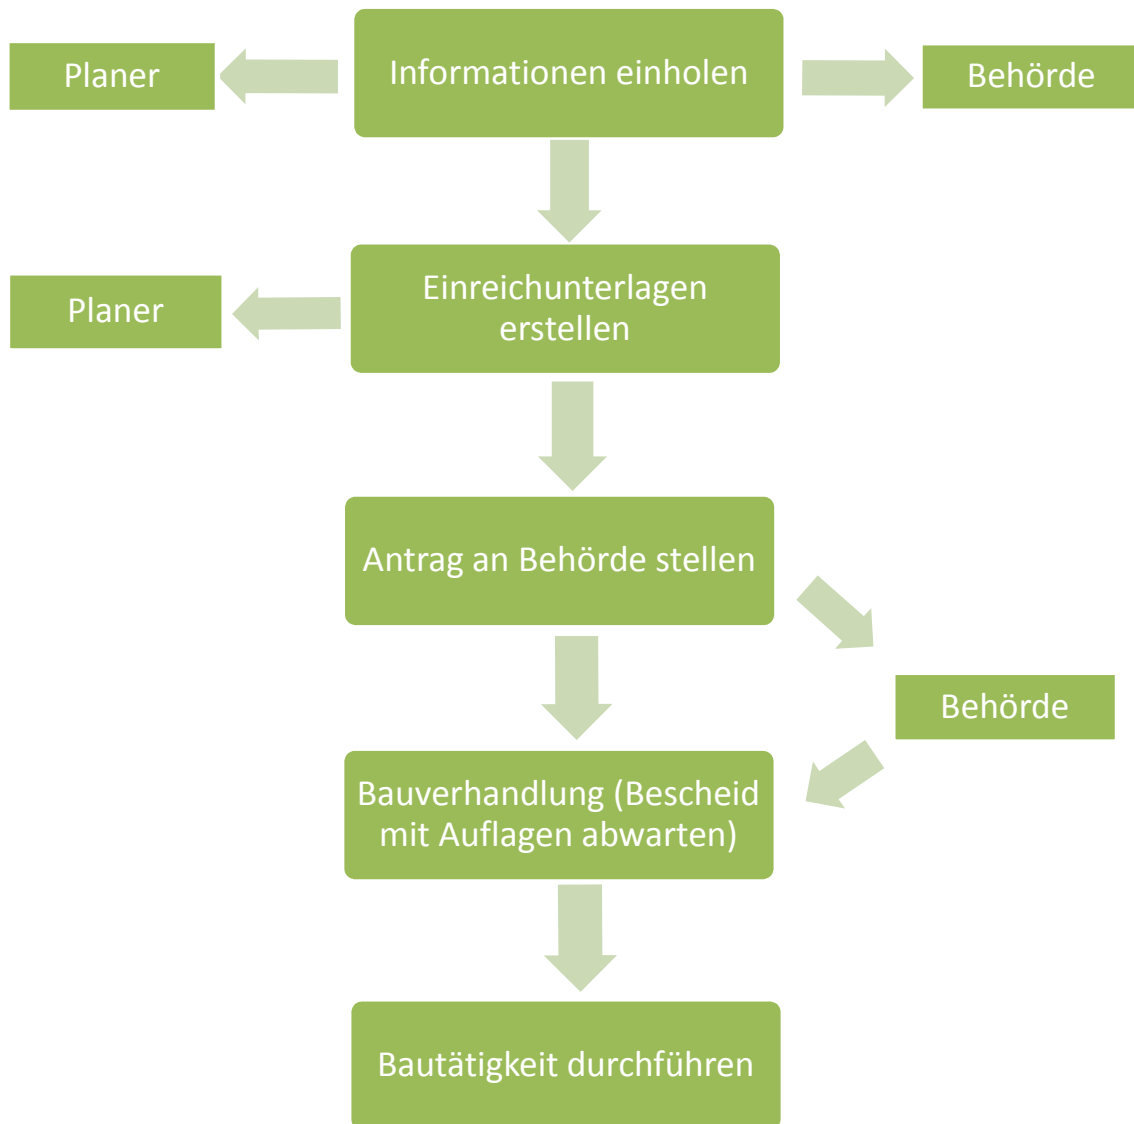 Planer
Informationen einholen
Behörde
Planer
Einreichunterlagen
erstellen
Antrag an Behörde stellen
Behörde
Bauverhandlung (Bescheid
mit Auflagen abwarten)
Bautätigkeit durchführen